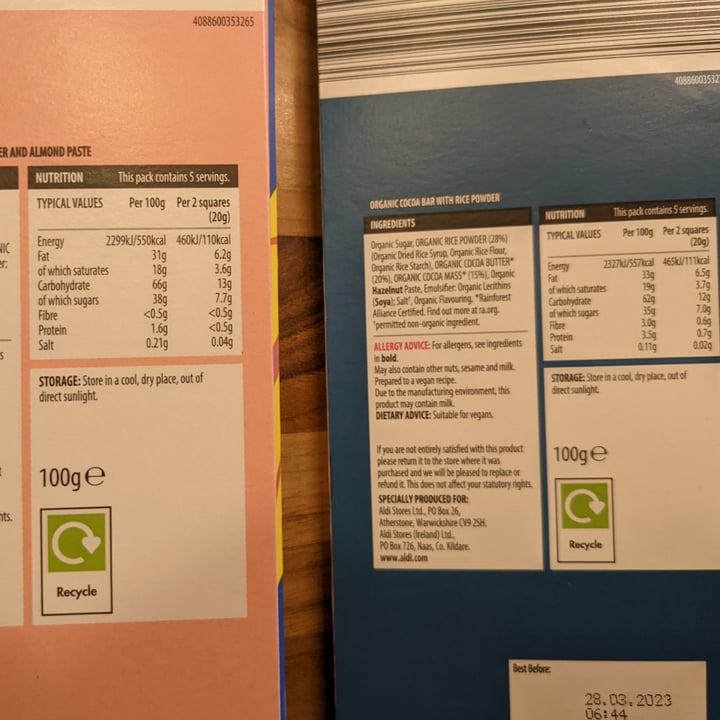 4088600353265
ER AND ALMOND PASTE
NUTRITION This pack contains 5 servings.
TYPICAL VALUES Per 100g Per 2 squares
(20g)
Energy 2299kJ/550kcal 460kJ/110kcal
Fat 31g 6.2g
of which saturates 18g 3.6g
Carbohydrate 66g 13g
of which sugars 38g 7.7g
Fibre <0.5g <0.5g
Protein 1.6g <0.5g
Salt 0.21g 0.04g
STORAGE: Store in a cool, dry place, out of
direct sunlight.
100g e
Recycle
NIC
er:
s
t
nts.
40886003532
ORGANIC COCOA BAR WITH RICE POWDER
INGREDIENTS
Organic Sugar, ORGANIC RICE POWDER (28%)
(Organic Dried Rice Syrup, Organic Rice Flour,
Organic Rice Starch), ORGANIC COCOA BUTTER*
(20%), ORGANIC COCOA MASS* (15%), Organic
Hazelnut Paste, Emulsifier: Organic Lecithins
(Soya); Salt†, Organic Flavouring. *Rainforest
Alliance Certified. Find out more at ra.org.
†permitted non-organic ingredient.
ALLERGY ADVICE: For allergens, see ingredients
in bold.
May also contain other nuts, sesame and milk.
Prepared to a vegan recipe.
Due to the manufacturing environment, this
product may contain milk.
DIETARY ADVICE: Suitable for vegans.
If you are not entirely satisfied with this product
please return it to the store where it was
purchased and we will be pleased to replace or
refund it. This does not affect your statutory rights.
SPECIALLY PRODUCED FOR:
Aldi Stores Ltd., PO Box 26,
Atherstone, Warwickshire CV9 2SH.
Aldi Stores (Ireland) Ltd.,
PO Box 726, Naas, Co. Kildare.
www.aldi.com
NUTRITION This pack contains 5 servings.
TYPICAL VALUES Per 100g Per 2 squares
(20g)
Energy 2327kJ/557kcal 465kJ/111kcal
Fat 33g 6.5g
of which saturates 19g 3.7g
Carbohydrate 62g 12g
of which sugars 35g 7.0g
Fibre 3.0g 0.6g
Protein 3.5g 0.7g
Salt 0.11g 0.02g
STORAGE: Store in a cool, dry place, out of
direct sunlight.
100g e
Recycle
Best Before:
28.03.2023
06:44